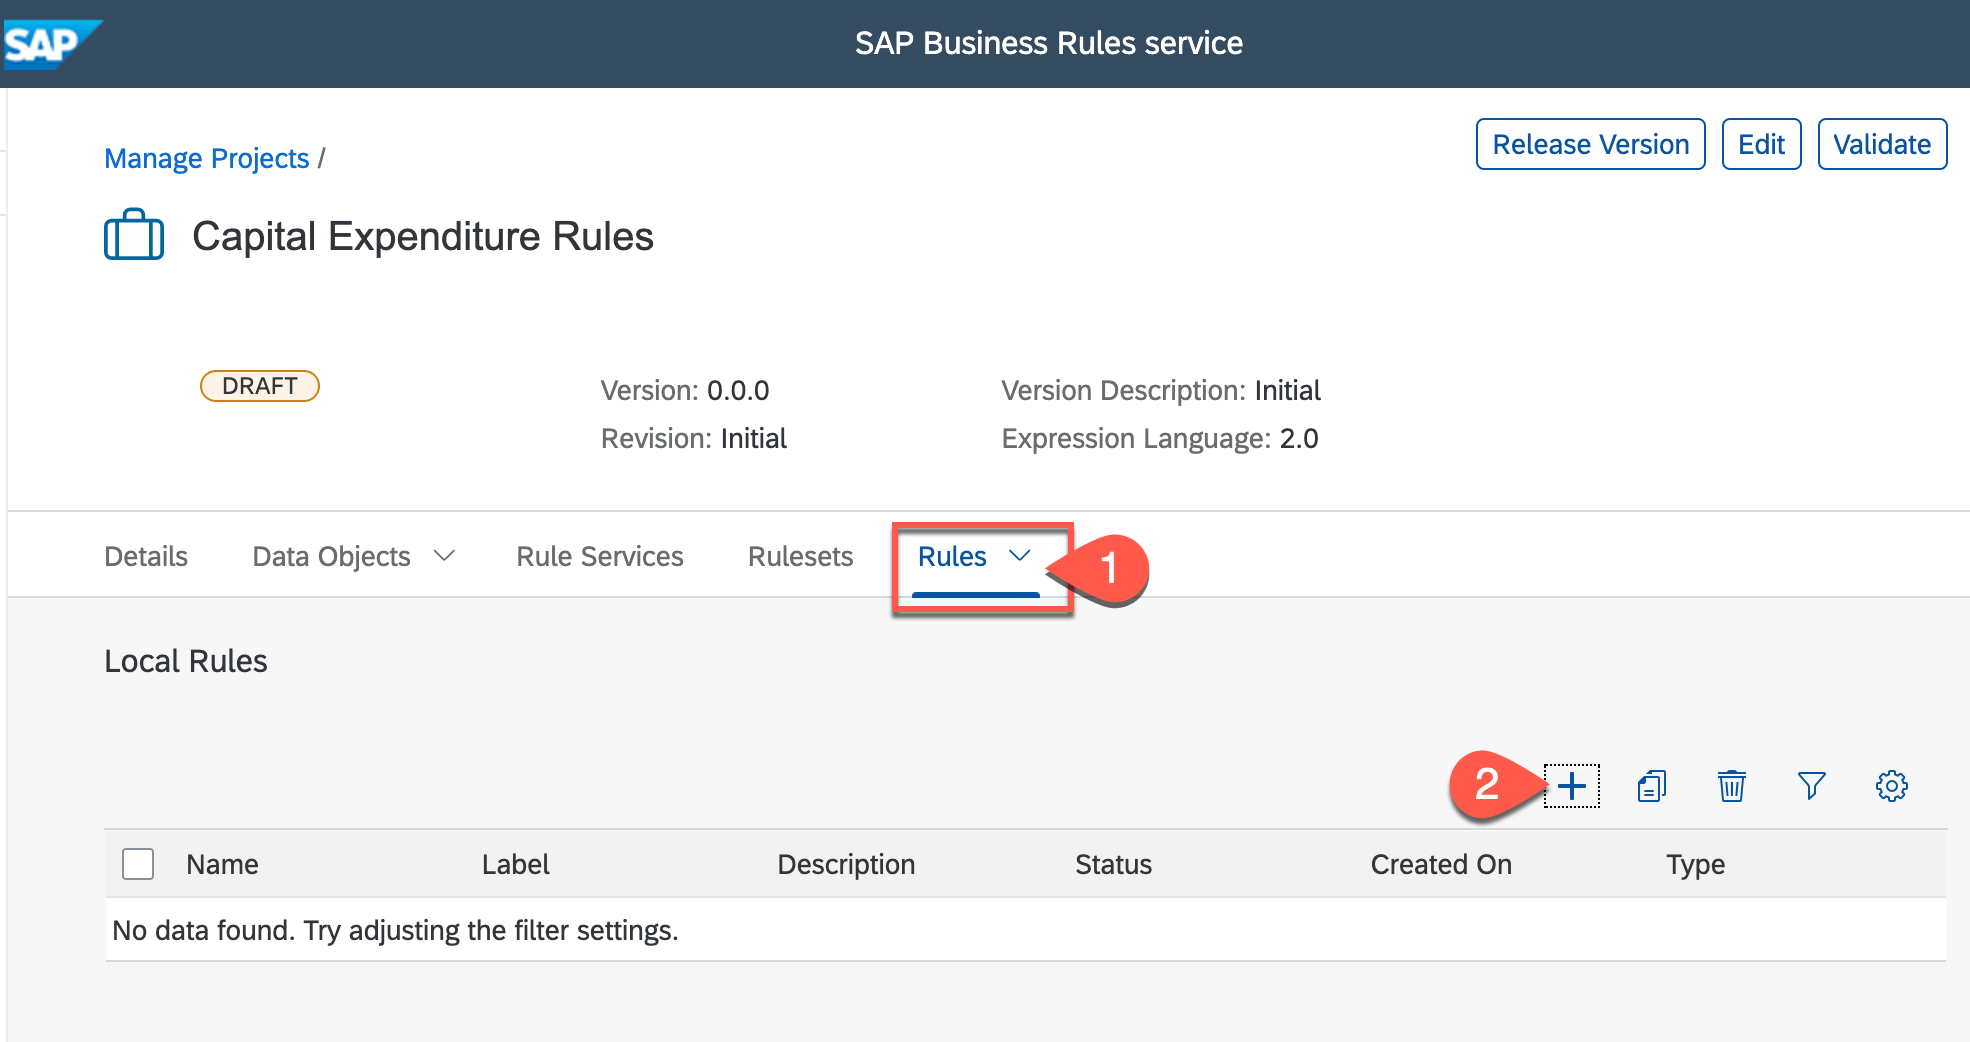 SAP
SAP Business Rules service
Manage Projects /
Release Version
Edit
Validate
Capital Expenditure Rules
DRAFT
Version: 0.0.0
Version Description: Initial
Revision: Initial
Expression Language: 2.0
Details
Data Objects
Rule Services
Rulesets
Rules
1
Local Rules
2
Name
Label
Description
Status
Created On
Type
No data found. Try adjusting the filter settings.